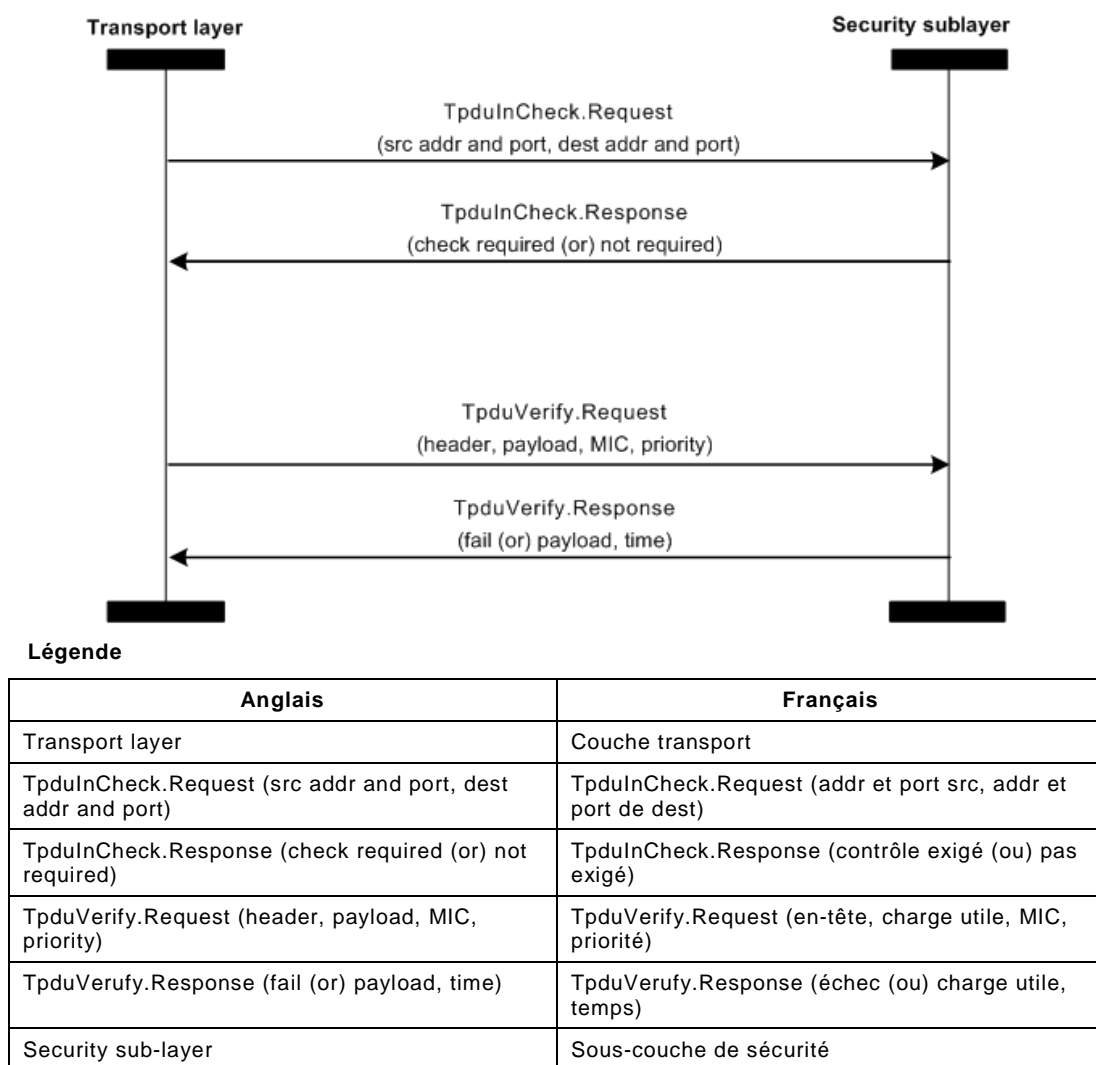 Transport layer
Security sublayer
TpduInCheck.Request
(src addr and port, dest addr and port)
TpduInCheck.Response
(check required (or) not required)
TpduVerify.Request
(header, payload, MIC, priority)
TpduVerify.Response
(fail (or) payload, time)
Légende
Anglais
Français
Transport layer
Couche transport
TpduInCheck.Request (src addr and port, dest
addr and port)
TpduInCheck.Request (addr et port src, addr et
port de dest)
TpduInCheck.Response (check required (or) not
required)
TpduInCheck.Response (contrôle exigé (ou) pas
exigé)
TpduVerify.Request (header, payload, MIC,
priority)
TpduVerify.Request (en-tête, charge utile, MIC,
priorité)
TpduVerufy.Response (fail (or) payload, time)
TpduVerufy.Response (échec (ou) charge utile,
temps)
Security sub-layer
Sous-couche de sécurité